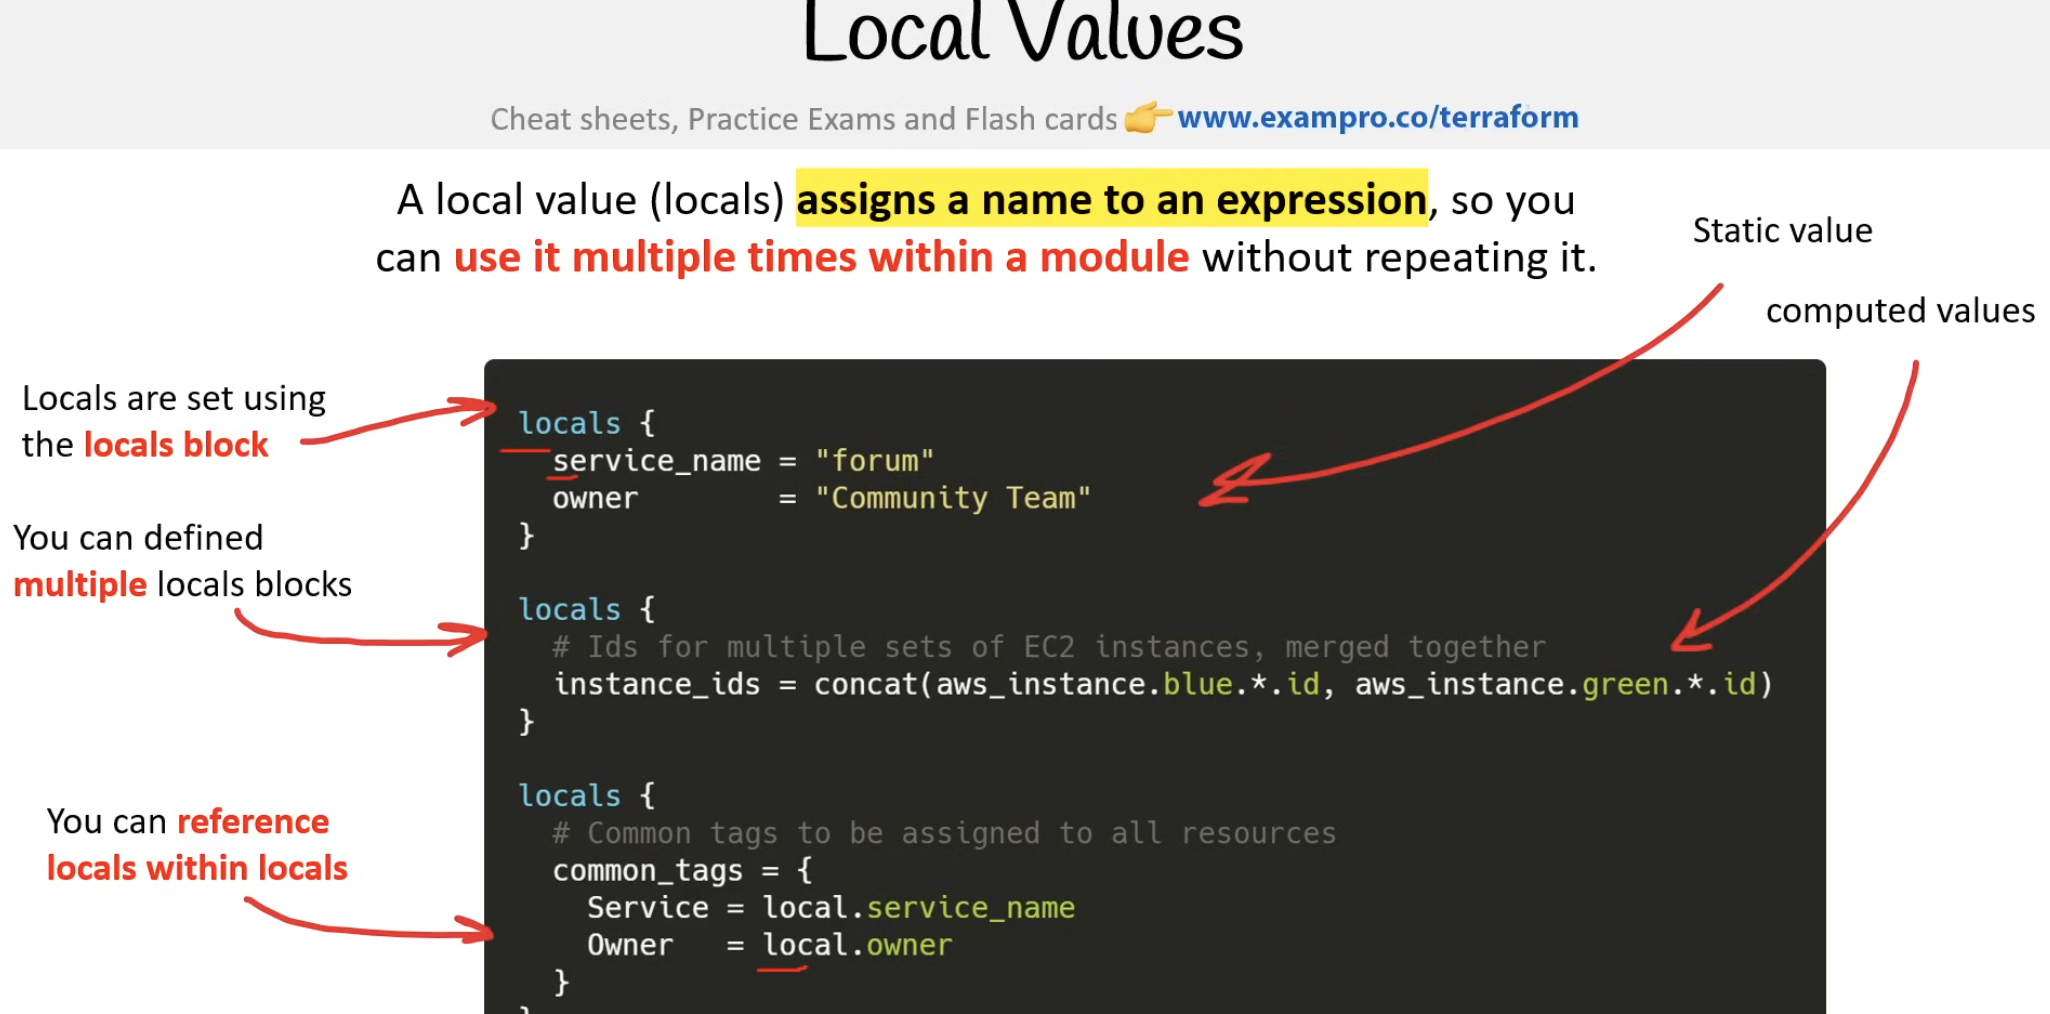 Local Values
Cheat sheets, Practice Exams and Flash cards 👉 www.exampro.co/terraform
A local value (locals) assigns a name to an expression, so you
can use it multiple times within a module without repeating it.
Static value
computed values
Locals are set using
the locals block
You can defined
multiple locals blocks
You can reference
locals within locals
locals {
  service_name = "forum"
  owner        = "Community Team"
}
locals {
  # Ids for multiple sets of EC2 instances, merged together
  instance_ids = concat(aws_instance.blue.*.id, aws_instance.green.*.id)
}
locals {
  # Common tags to be assigned to all resources
  common_tags = {
    Service = local.service_name
    Owner   = local.owner
  }
}